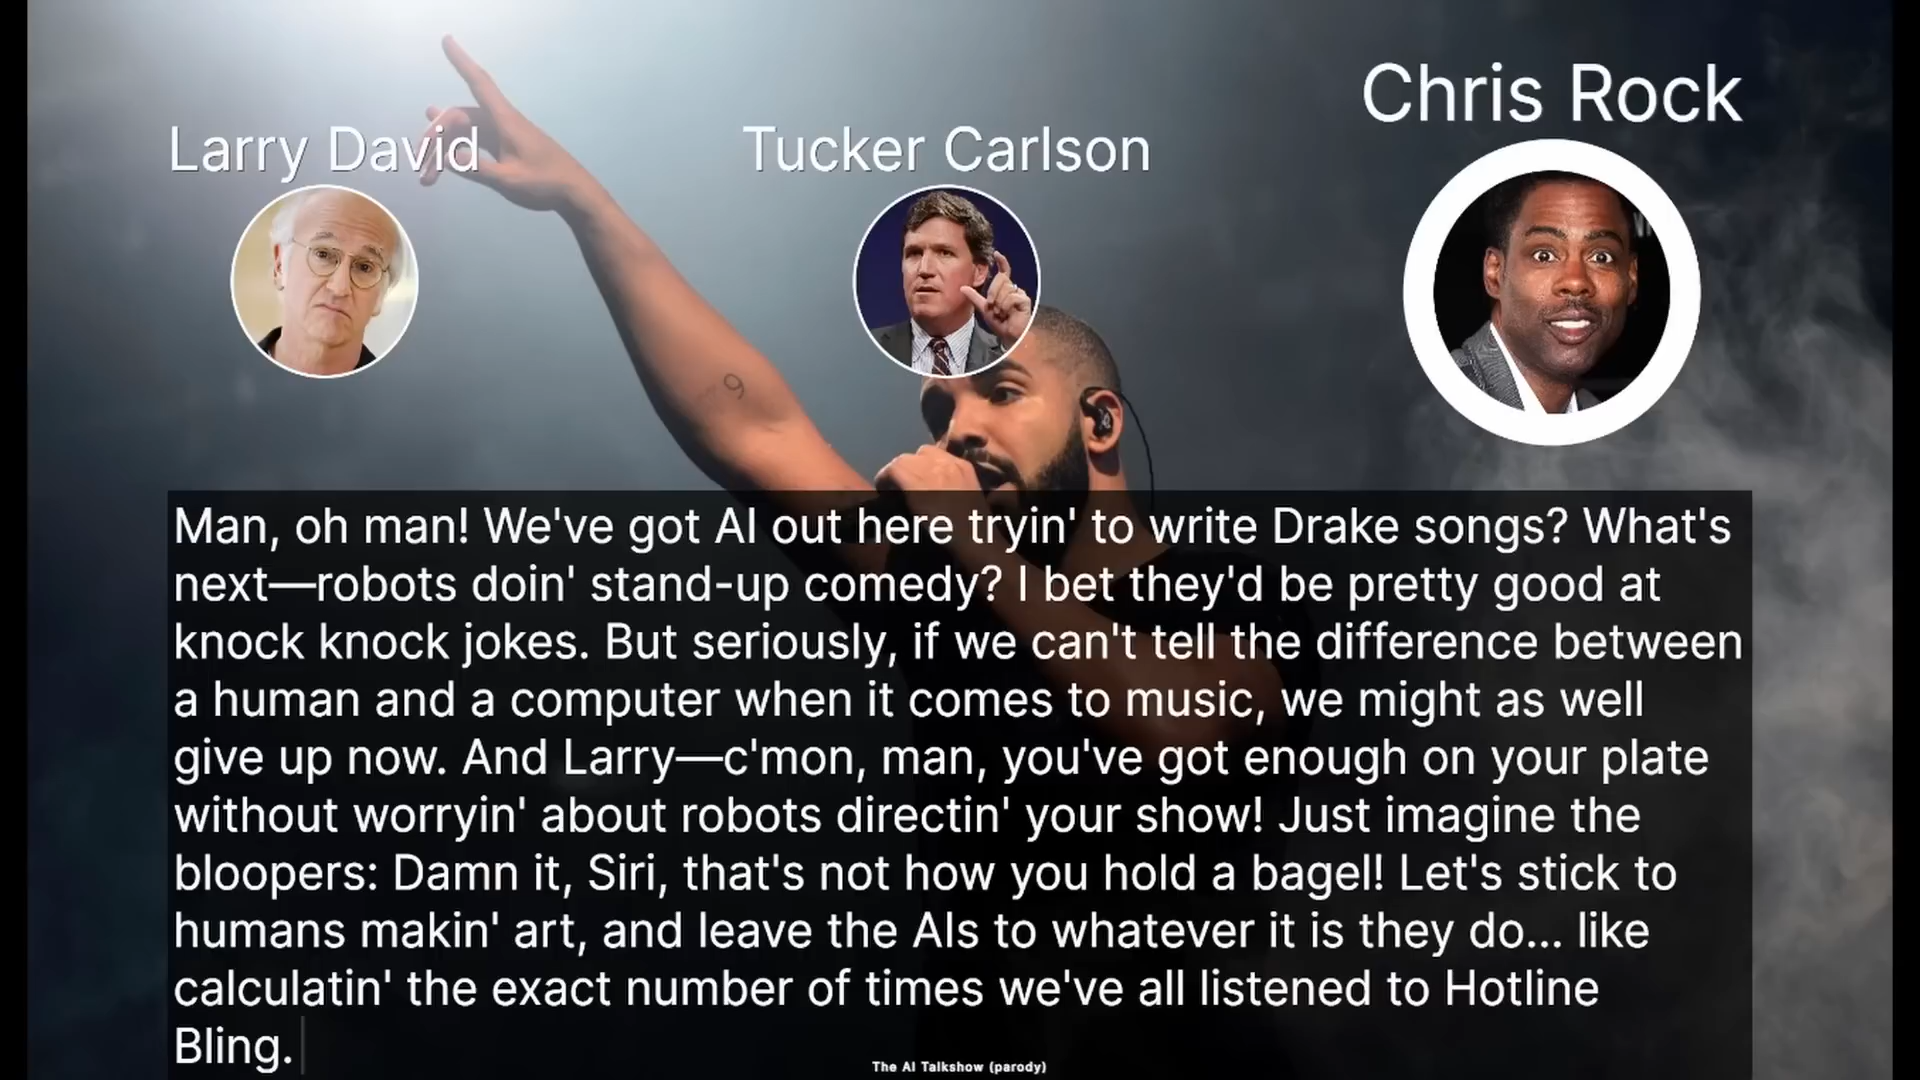 Chris Rock
Larry David
Tucker Carlson
Man, oh man! We've got AI out here tryin' to write Drake songs? What's
next—robots doin' stand-up comedy? I bet they'd be pretty good at
knock knock jokes. But seriously, if we can't tell the difference between
a human and a computer when it comes to music, we might as well
give up now. And Larry—c'mon, man, you've got enough on your plate
without worryin' about robots directin' your show! Just imagine the
bloopers: Damn it, Siri, that's not how you hold a bagel! Let's stick to
humans makin' art, and leave the AIs to whatever it is they do... like
calculatin' the exact number of times we've all listened to Hotline
Bling.
The AI Talkshow (parody)